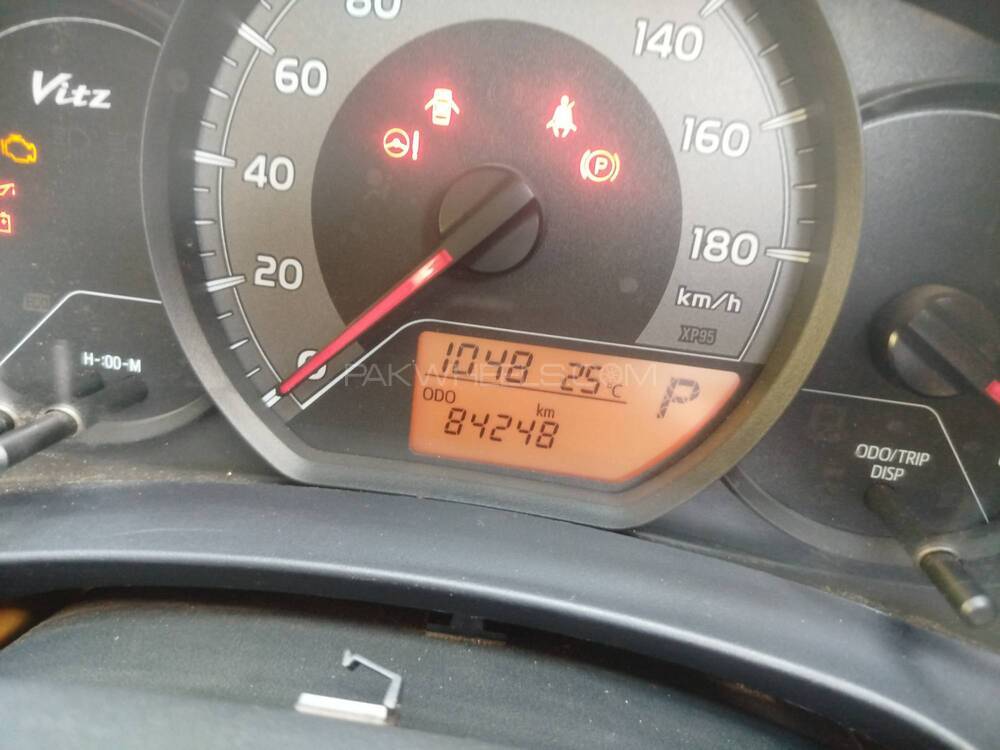 Vitz
80
60
40
20
0
140
160
180
km/h
XP95
H-:00-M
1048 25°C
P
ODO
km
84248
PAKWHEELS.COM
ODO/TRIP
DISP
P